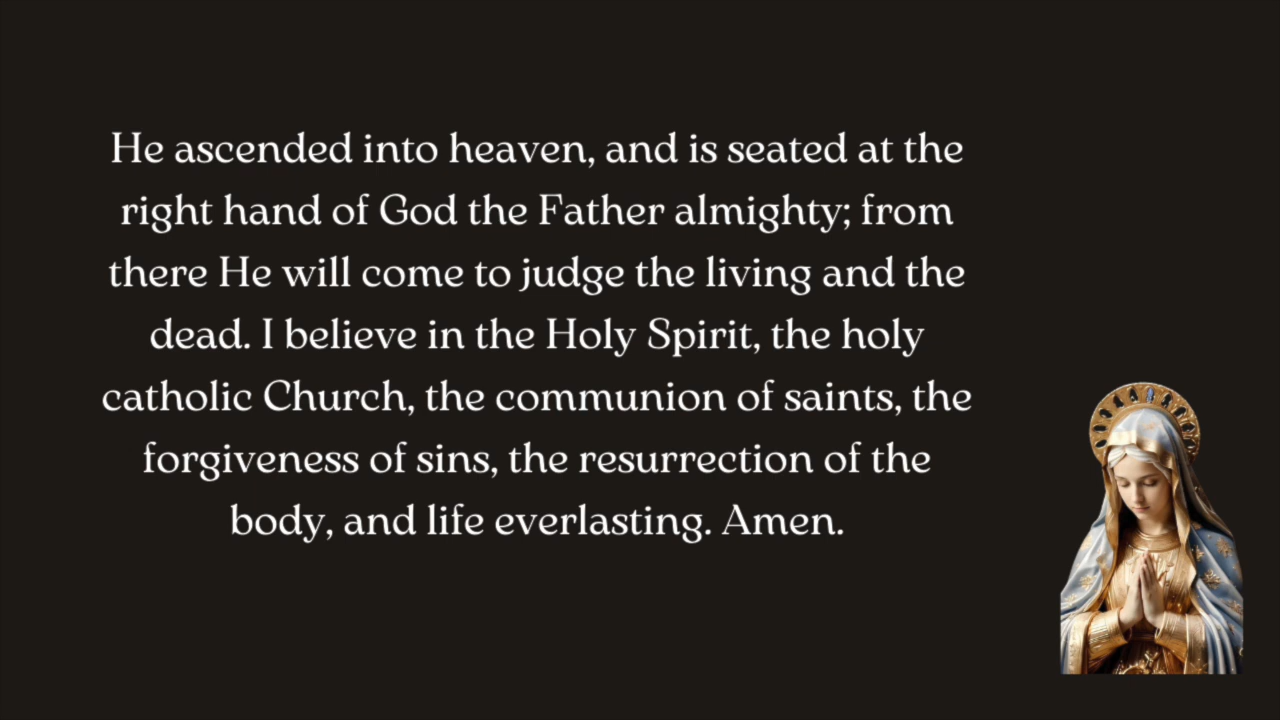 He ascended into heaven, and is seated at the
right hand of God the Father almighty; from
there He will come to judge the living and the
dead. I believe in the Holy Spirit, the holy
catholic Church, the communion of saints, the
forgiveness of sins, the resurrection of the
body, and life everlasting. Amen.